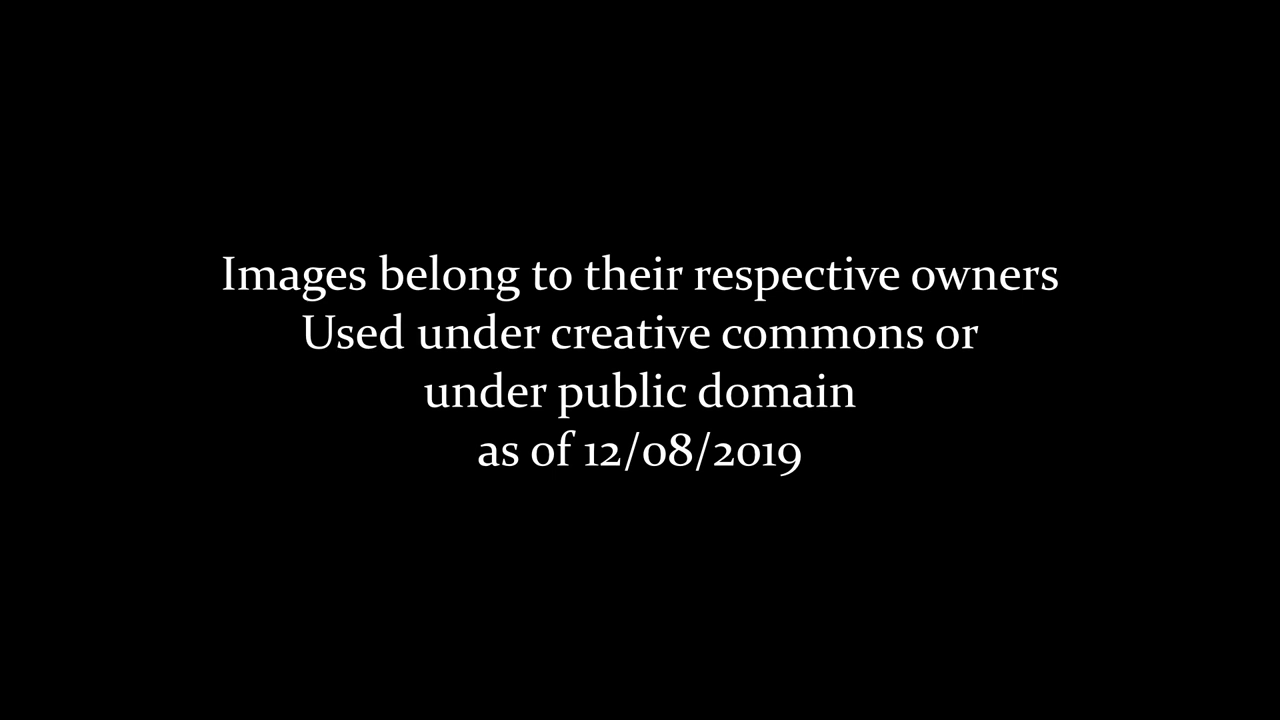 Images belong to their respective owners
Used under creative commons or
under public domain
as of 12/08/2019